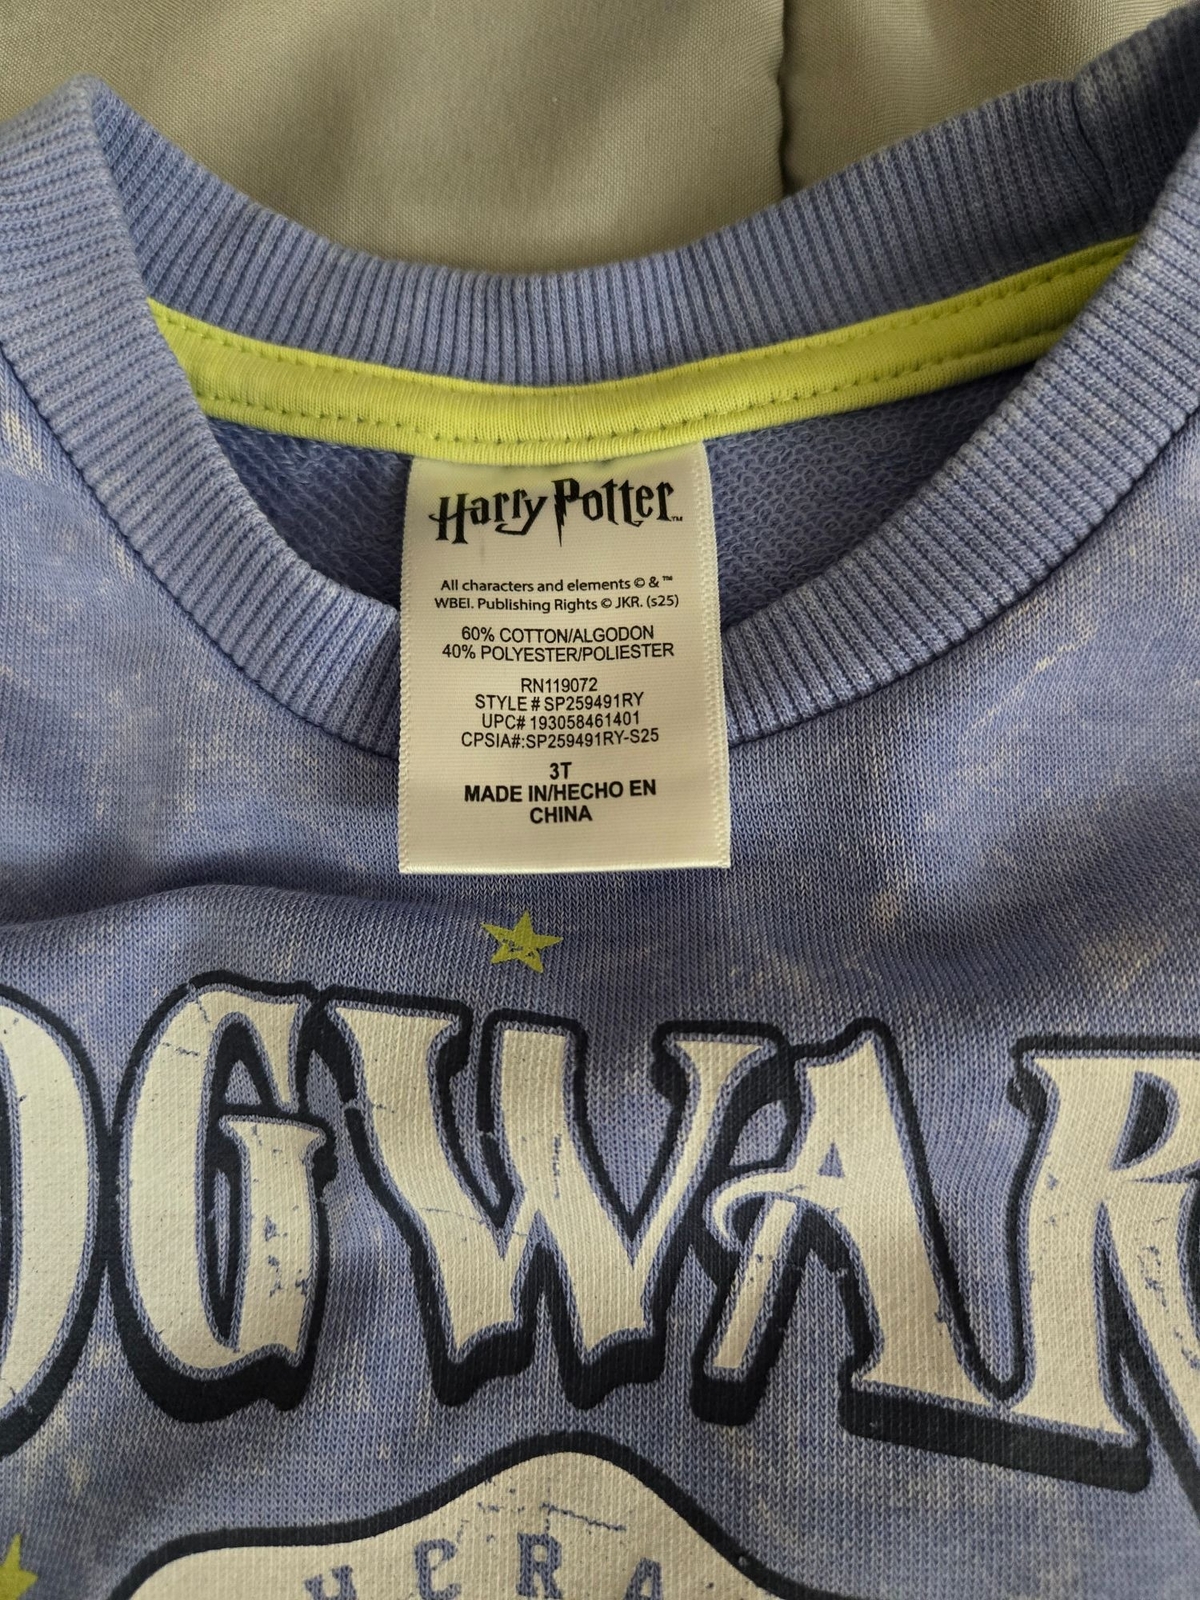 Harry Potter™
All characters and elements © & ™
WBEI. Publishing Rights © JKR. (s25)
60% COTTON/ALGODON
40% POLYESTER/POLIESTER
RN119072
STYLE # SP259491RY
UPC# 193058461401
CPSIA#:SP259491RY-S25
3T
MADE IN/HECHO EN
CHINA
OGWAR